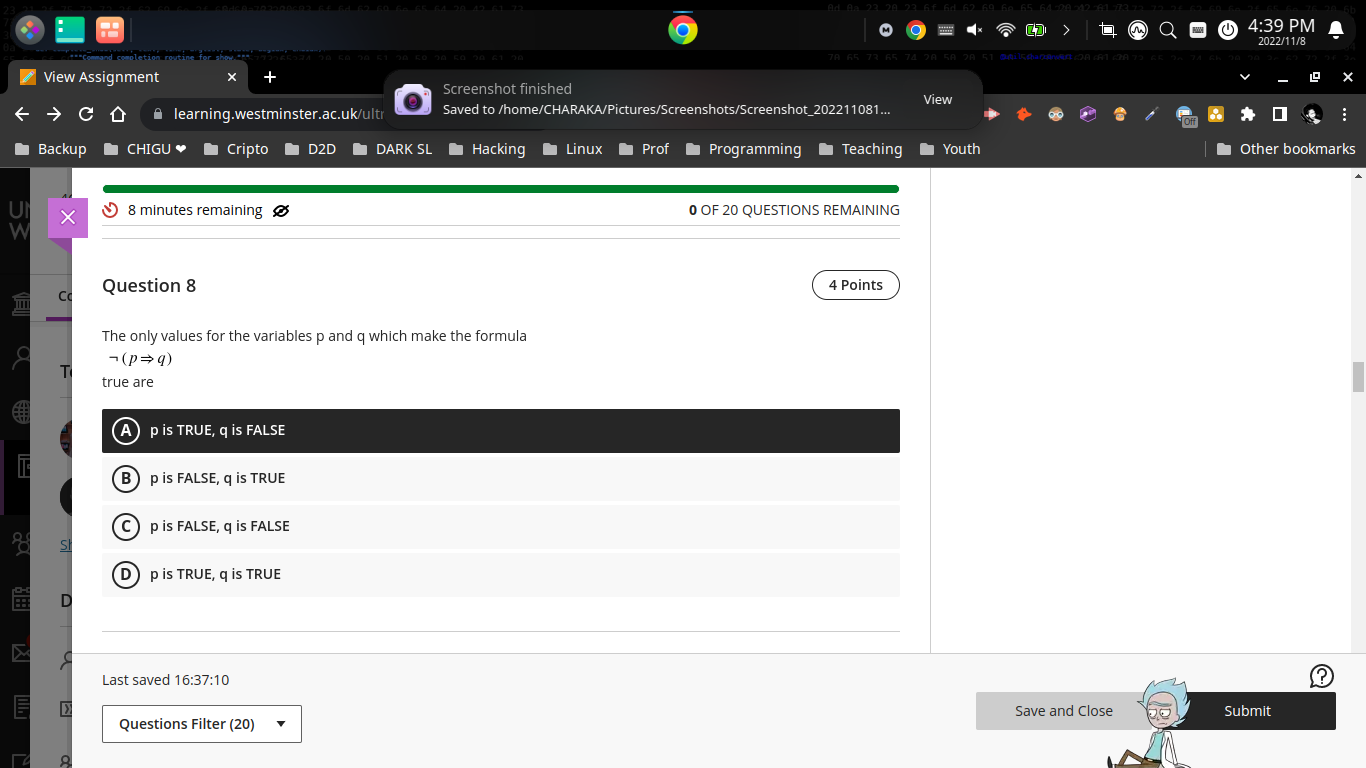 4:39 PM
2022/11/8
View Assignment
Screenshot finished
Saved to /home/CHARAKA/Pictures/Screenshots/Screenshot_202211081...
View
learning.westminster.ac.uk/ultr
Off
Backup
CHIGU ❤
Cripto
D2D
DARK SL
Hacking
Linux
Prof
Programming
Teaching
Youth
Other bookmarks
8 minutes remaining
0 OF 20 QUESTIONS REMAINING
Question 8
4 Points
The only values for the variables p and q which make the formula
¬ ( p ⇒ q )
true are
A p is TRUE, q is FALSE
B p is FALSE, q is TRUE
C p is FALSE, q is FALSE
D p is TRUE, q is TRUE
Last saved 16:37:10
Questions Filter (20)
Save and Close
Submit